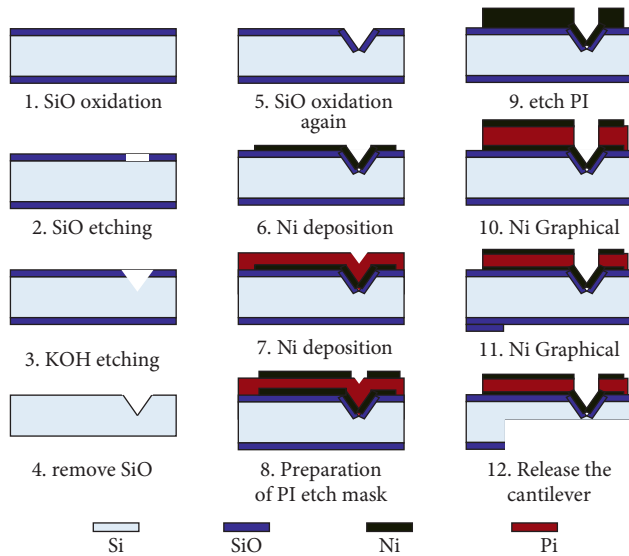 1. SiO oxidation
2. SiO etching
3. KOH etching
4. remove SiO
5. SiO oxidation
again
6. Ni deposition
7. Ni deposition
8. Preparation
of PI etch mask
9. etch PI
10. Ni Graphical
11. Ni Graphical
12. Release the
cantilever
Si
SiO
Ni
Pi